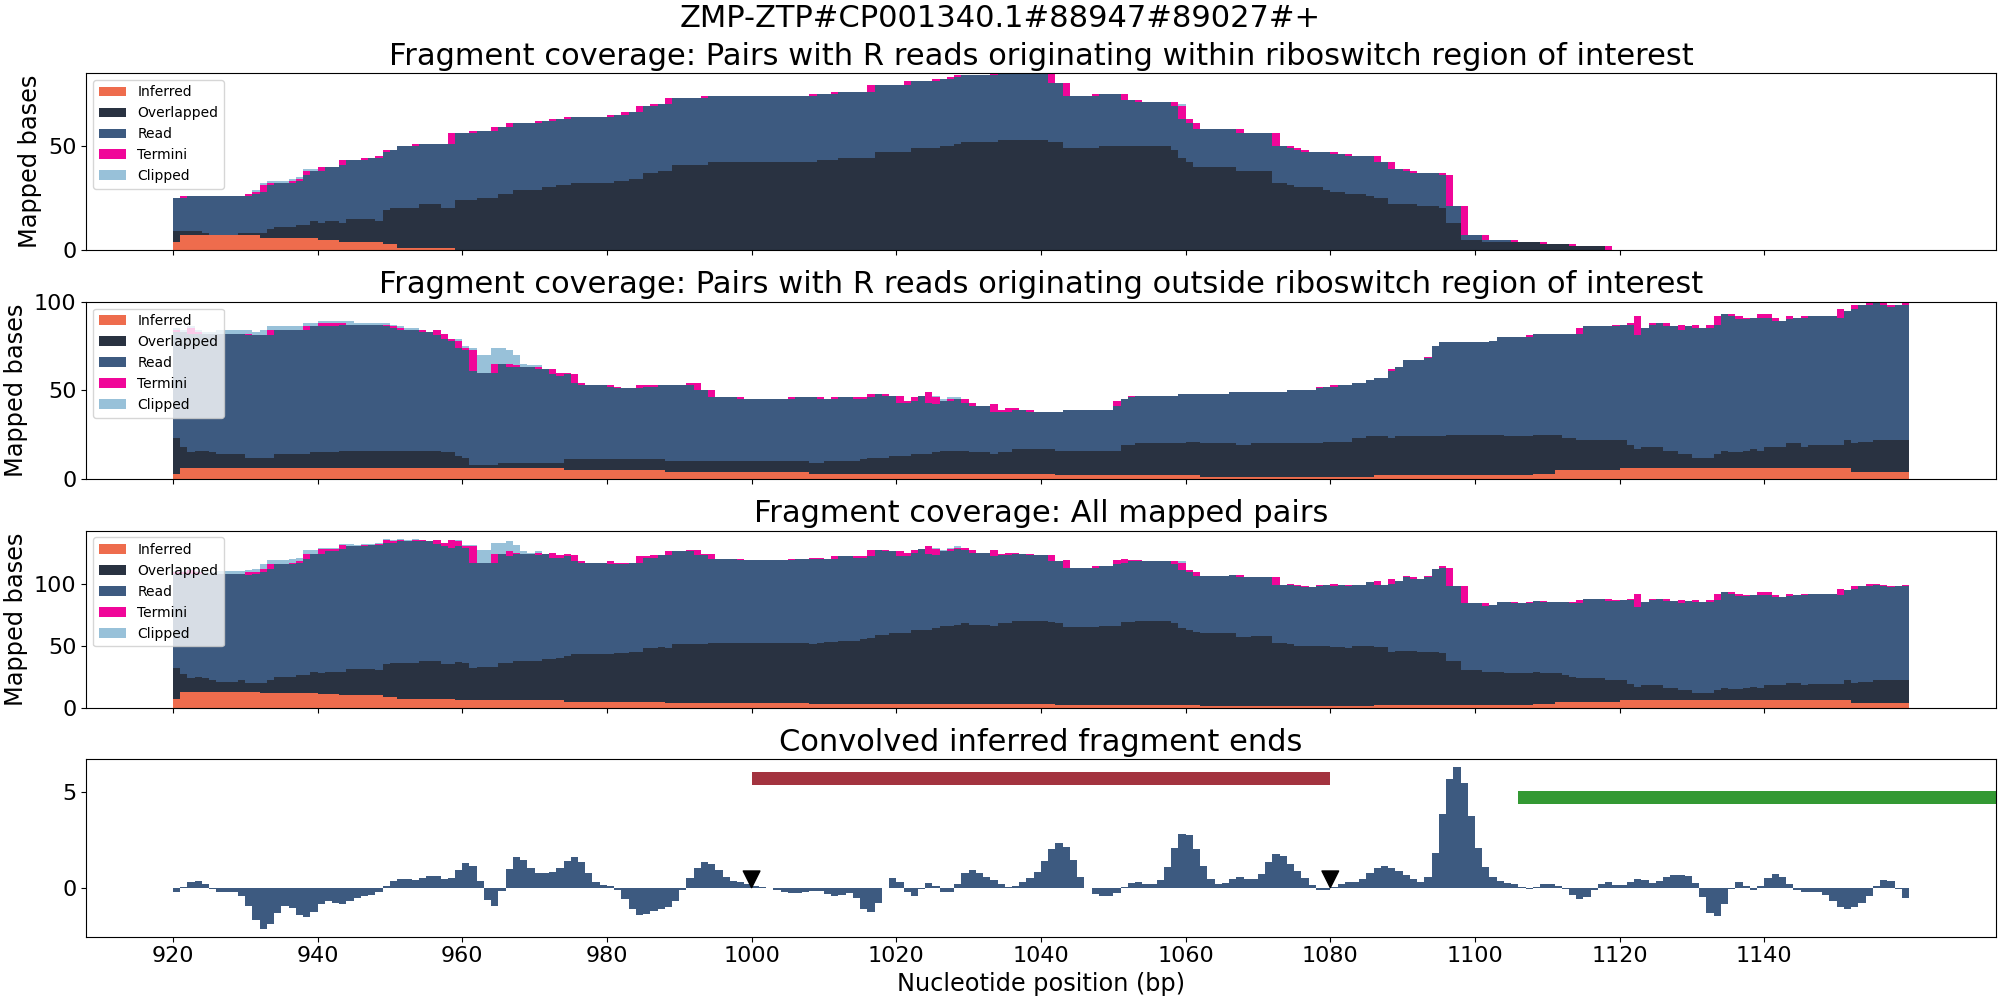 ZMP-ZTP#CP001340.1#88947#89027#+
Fragment coverage: Pairs with R reads originating within riboswitch region of interest
Mapped bases
50
0
Inferred
Overlapped
Read
Termini
Clipped
Fragment coverage: Pairs with R reads originating outside riboswitch region of interest
Mapped bases
100
50
0
Inferred
Overlapped
Read
Termini
Clipped
Fragment coverage: All mapped pairs
Mapped bases
100
50
0
Inferred
Overlapped
Read
Termini
Clipped
Convolved inferred fragment ends
5
0
920 940 960 980 1000 1020 1040 1060 1080 1100 1120 1140
Nucleotide position (bp)